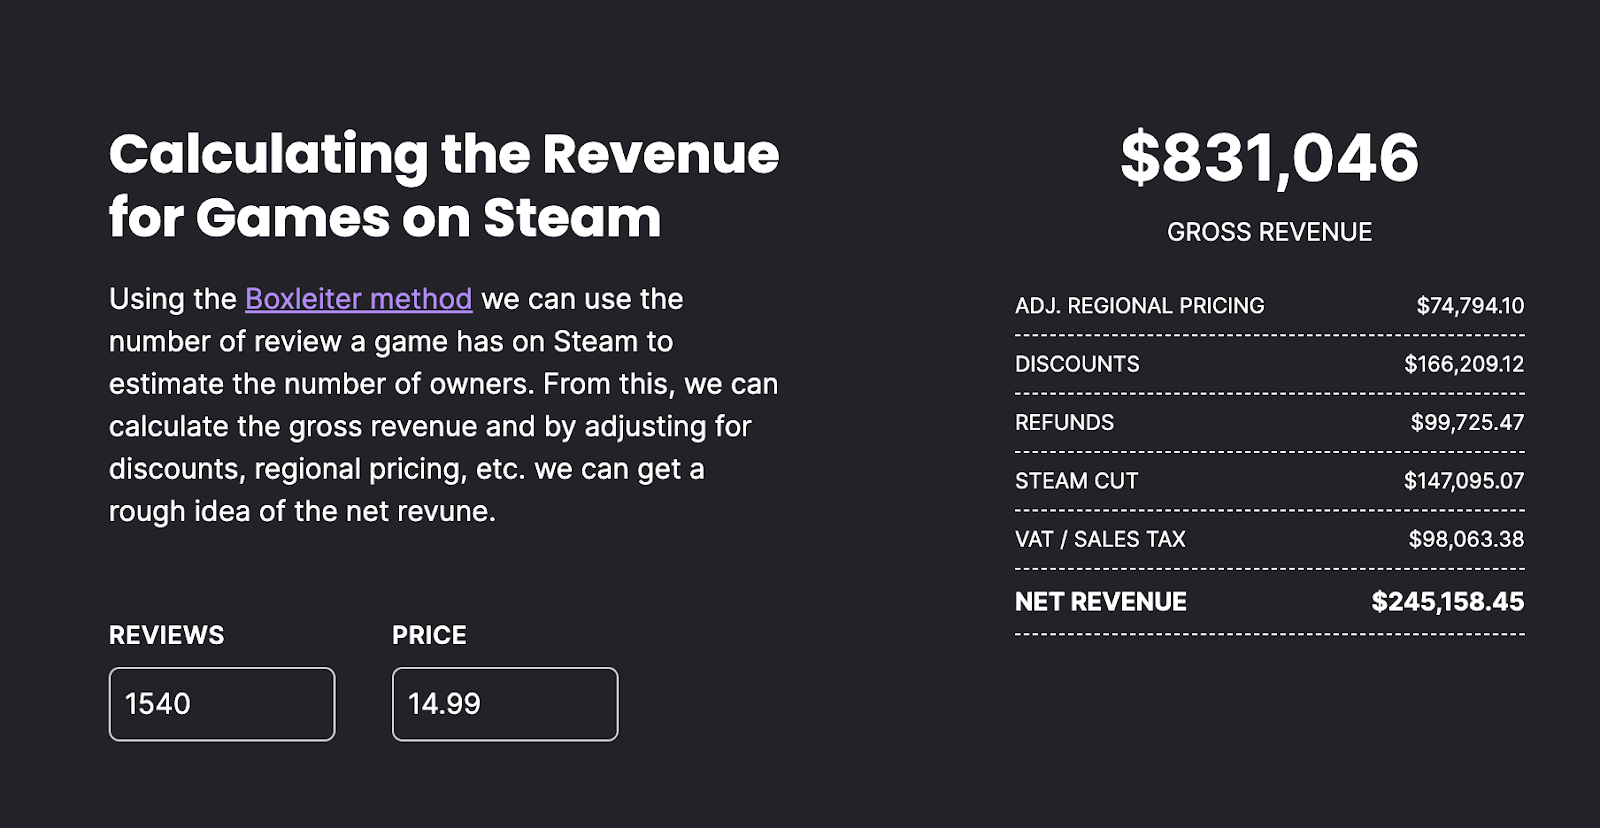 Calculating the Revenue
for Games on Steam
Using the Boxleiter method we can use the
number of review a game has on Steam to
estimate the number of owners. From this, we can
calculate the gross revenue and by adjusting for
discounts, regional pricing, etc. we can get a
rough idea of the net revune.
REVIEWS PRICE
1540 14.99
$831,046
GROSS REVENUE
ADJ. REGIONAL PRICING $74,794.10
DISCOUNTS $166,209.12
REFUNDS $99,725.47
STEAM CUT $147,095.07
VAT / SALES TAX $98,063.38
NET REVENUE $245,158.45